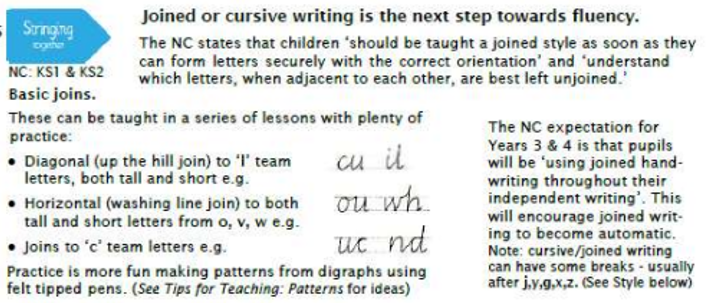 Joined or cursive writing is the next step towards fluency.
Stringing
together
The NC states that children 'should be taught a joined style as soon as they
can form letters securely with the correct orientation' and 'understand
which letters, when adjacent to each other, are best left unjoined.'
NC: KS1 & KS2
Basic joins.
These can be taught in a series of lessons with plenty of
practice:
• Diagonal (up the hill join) to 'l' team
letters, both tall and short e.g.
cu il
• Horizontal (washing line join) to both
tall and short letters from o, v, w e.g.
ou wh
• Joins to 'c' team letters e.g.
uc nd
Practice is more fun making patterns from digraphs using
felt tipped pens. (See Tips for Teaching: Patterns for ideas)
The NC expectation for
Years 3 & 4 is that pupils
will be 'using joined hand-
writing throughout their
independent writing'. This
will encourage joined writ-
ing to become automatic.
Note: cursive/joined writing
can have some breaks - usually
after j,y,g,x,z. (See Style below)